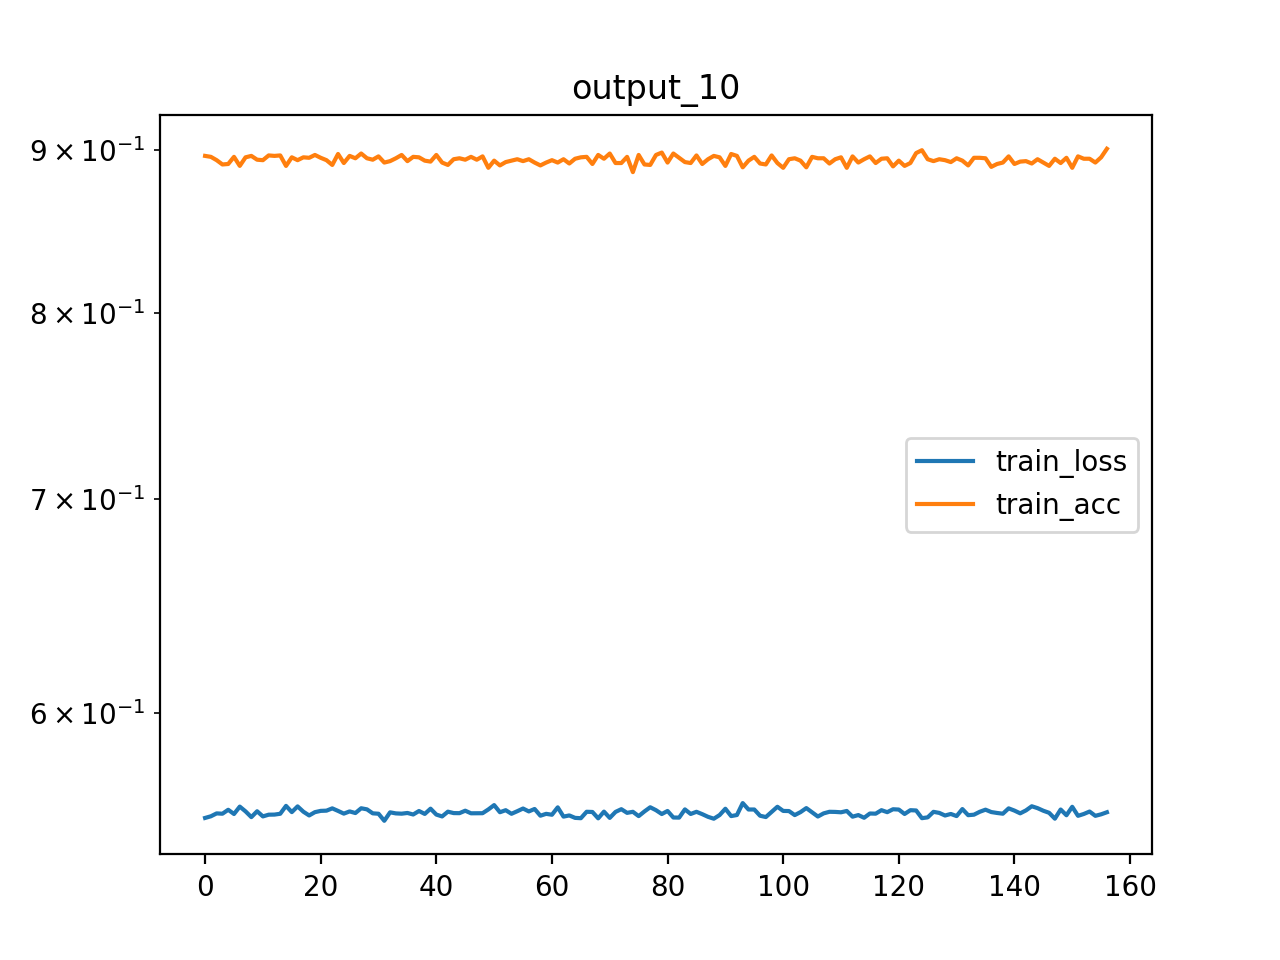 output_10
9 × 10⁻¹
8 × 10⁻¹
7 × 10⁻¹
6 × 10⁻¹
train_loss
train_acc
0 20 40 60 80 100 120 140 160